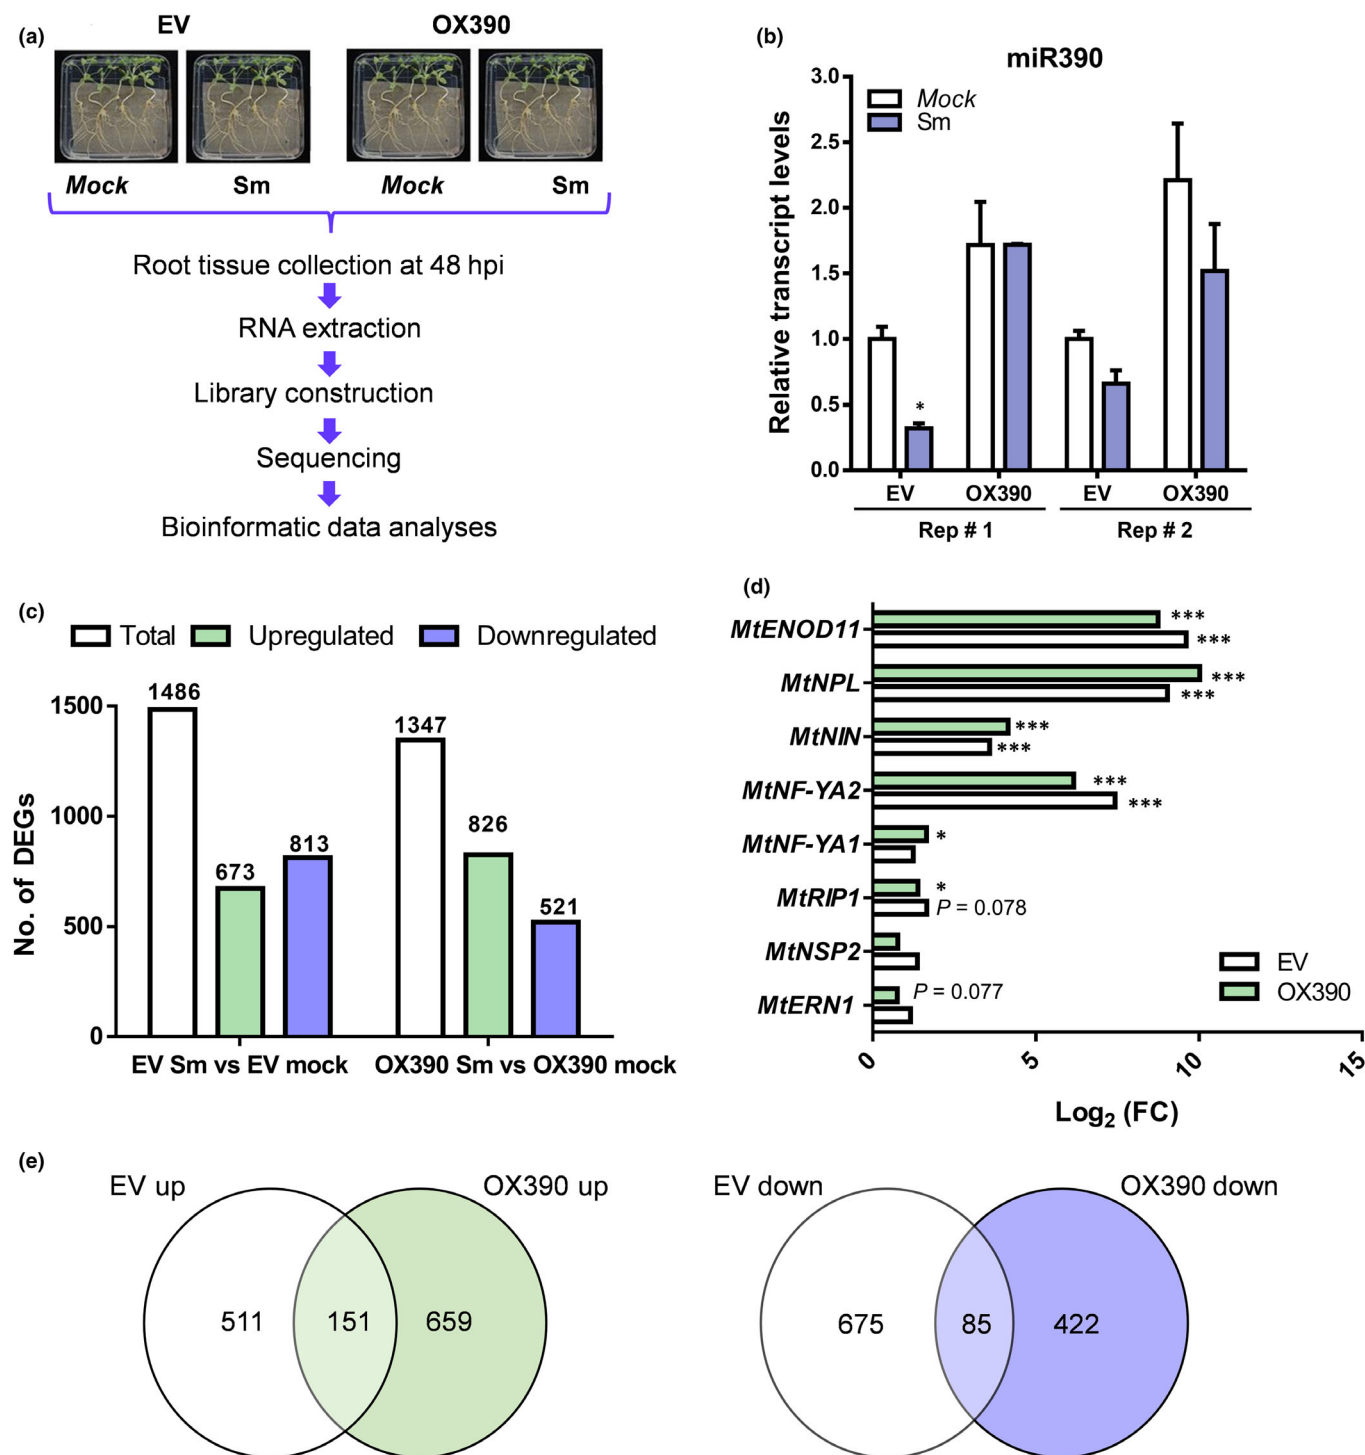 (a)
EV OX390
Mock Sm Mock Sm
Root tissue collection at 48 hpi
RNA extraction
Library construction
Sequencing
Bioinformatic data analyses
(b)
miR390
Mock
Sm
Relative transcript levels
3.0
2.5
2.0
1.5
1.0
0.5
0.0
*
EV OX390 EV OX390
Rep # 1 Rep # 2
(c)
Total Upregulated Downregulated
No. of DEGs
1500
1000
500
0
1486
673
813
1347
826
521
EV Sm vs EV mock OX390 Sm vs OX390 mock
(d)
MtENOD11 ***
***
MtNPL ***
***
MtNIN ***
***
MtNF-YA2 ***
***
MtNF-YA1 *
MtRIP1 *
P = 0.078
MtNSP2
MtERN1 P = 0.077
EV
OX390
0 5 10 15
Log2 (FC)
(e)
EV up OX390 up
511 151 659
EV down OX390 down
675 85 422